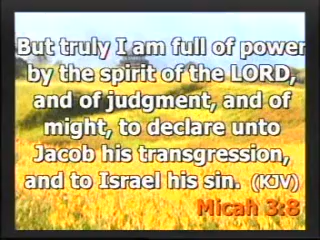 But truly I am full of power
by the spirit of the LORD,
and of judgment, and of
might, to declare unto
Jacob his transgression,
and to Israel his sin. (KJV)
Micah 3:8